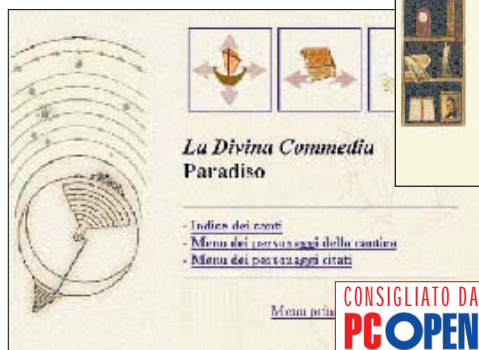 La Divina Commedia
Paradiso
- Indice dei canti
- Menu dei personaggi della cantica
- Menu dei personaggi citati
Menu
CONSIGLIATO DA
PC OPEN